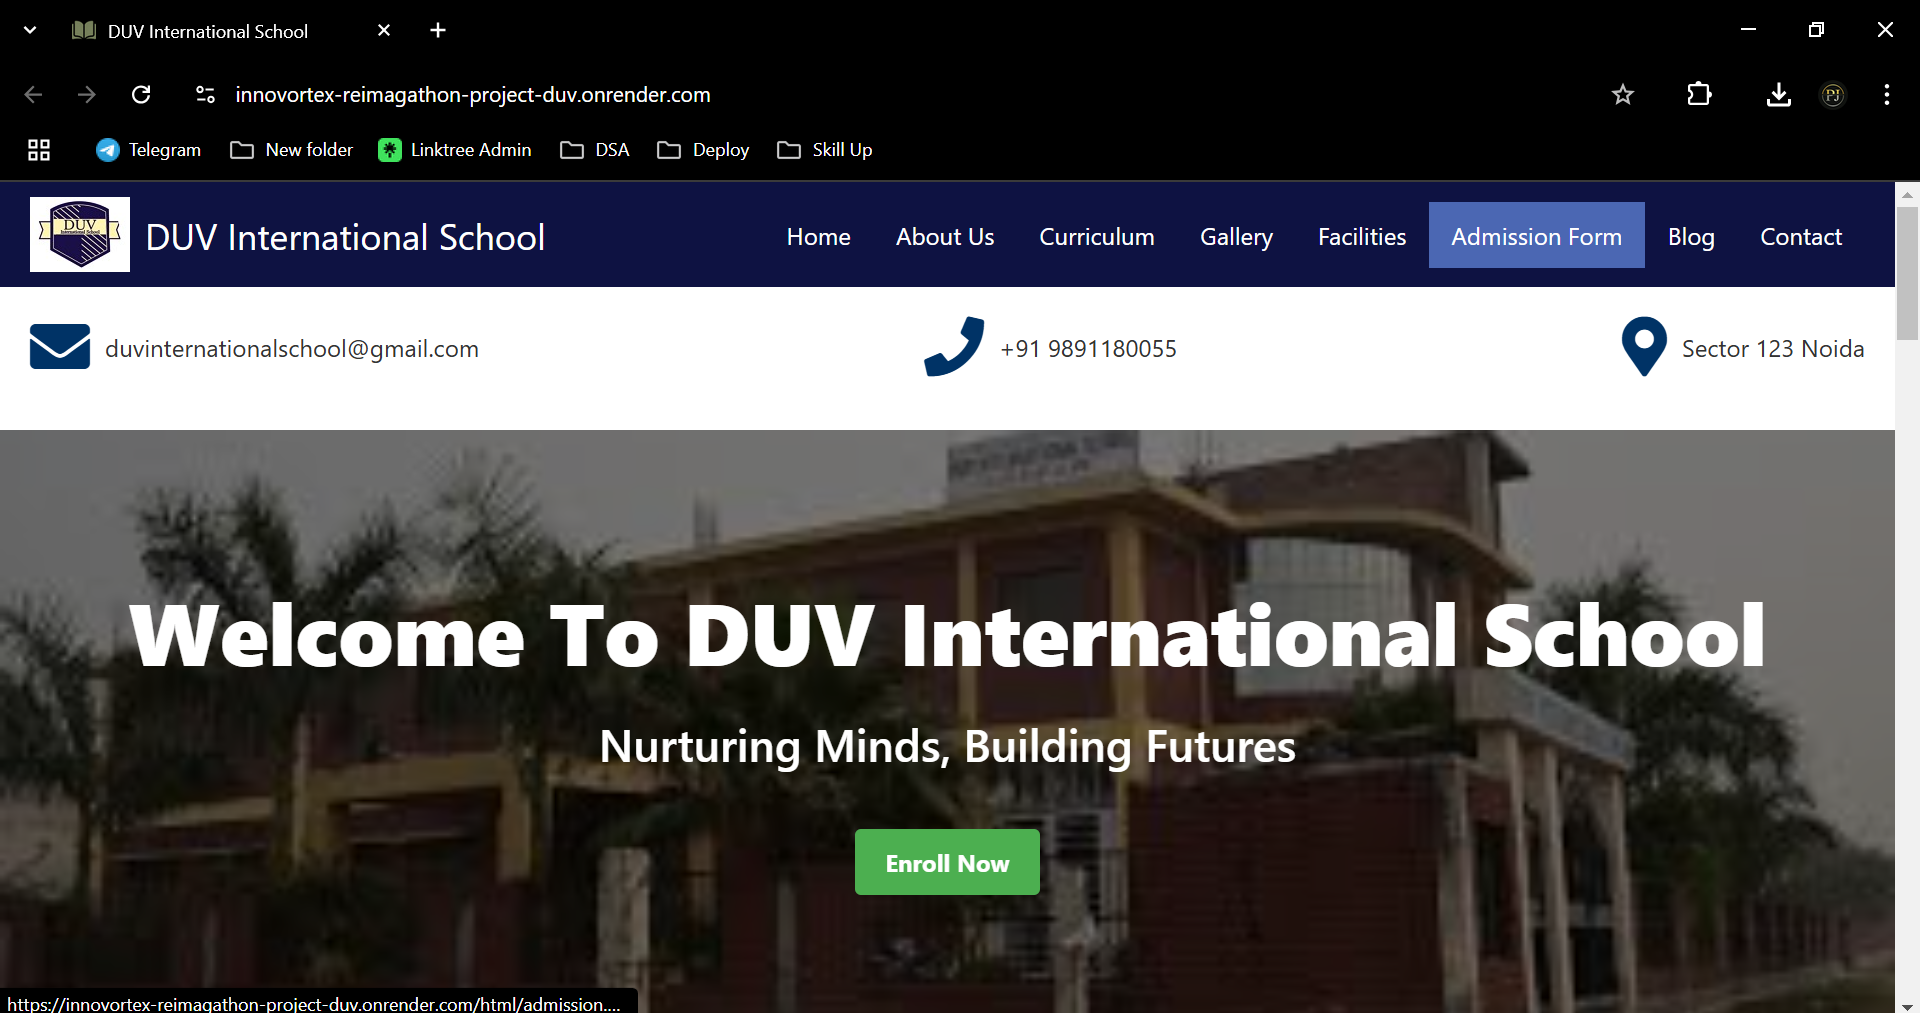 DUV International School
innovortex-reimagathon-project-duv.onrender.com
Telegram New folder Linktree Admin DSA Deploy Skill Up
DUV
International School
DUV International School
Home About Us Curriculum Gallery Facilities Admission Form Blog Contact
duvinternationalschool@gmail.com
+91 9891180055
Sector 123 Noida
Welcome To DUV International School
Nurturing Minds, Building Futures
Enroll Now
https://innovortex-reimagathon-project-duv.onrender.com/html/admission....